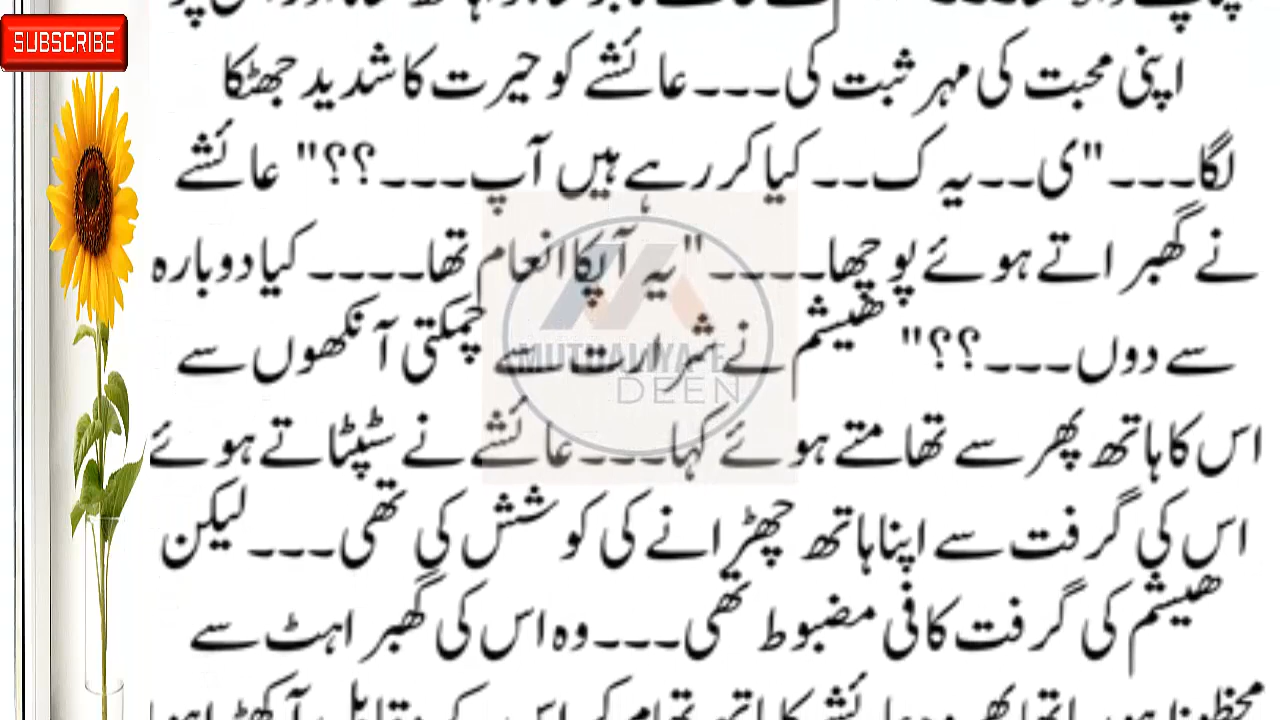 SUBSCRIBE
اپنی محبت کی مہر ثبت کی۔۔۔عائشے کو حیرت کا شدید جھٹکا
لگا۔۔۔"ی۔۔یہ ک۔۔ کیا کر رہے ہیں آپ۔۔۔؟؟" عائشے
نے گھبراتے ہوئے پوچھا۔۔۔۔"یہ آپکا انعام تھا۔۔۔۔ کیا دوبارہ
سے دوں۔۔۔؟؟" ھیشم نے شرارت سے چمکتی آنکھوں سے
اس کا ہاتھ پھر سے تھامتے ہوئے کہا۔۔۔عائشے نے سٹپٹاتے ہوئے
اس کی گرفت سے اپنا ہاتھ چھڑانے کی کوشش کی تھی۔۔۔لیکن
ھیشم کی گرفت کافی مضبوط تھی۔۔۔وہ اس کی گھبراہٹ سے
DEEN